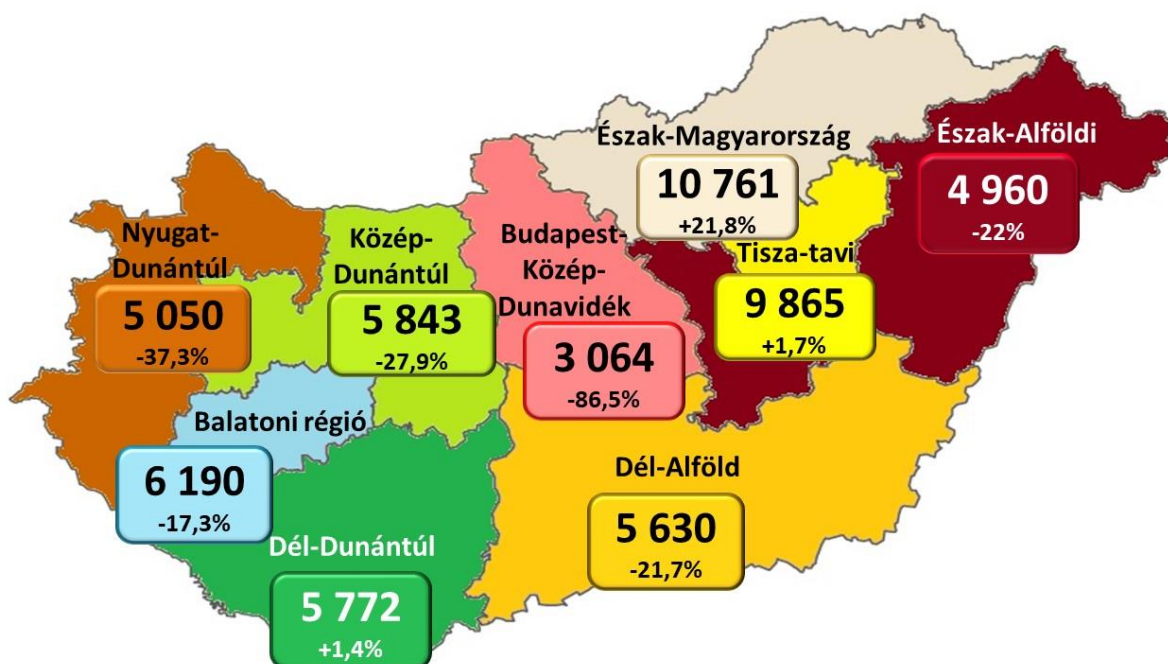 Észak-Magyarország
10 761
+21,8%
Észak-Alföldi
4 960
-22%
Nyugat-
Dunántúl
5 050
-37,3%
Közép-
Dunántúl
5 843
-27,9%
Budapest-
Közép-
Dunavidék
3 064
-86,5%
Tisza-tavi
9 865
+1,7%
Balatoni régió
6 190
-17,3%
Dél-Alföld
5 630
-21,7%
Dél-Dunántúl
5 772
+1,4%